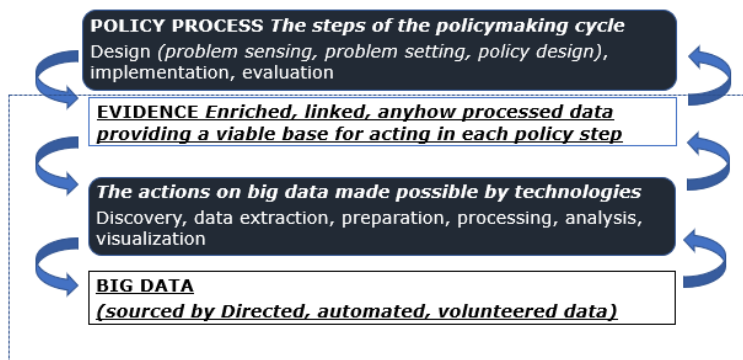 POLICY PROCESS The steps of the policymaking cycle
Design (problem sensing, problem setting, policy design),
implementation, evaluation
EVIDENCE Enriched, linked, anyhow processed data
providing a viable base for acting in each policy step
The actions on big data made possible by technologies
Discovery, data extraction, preparation, processing, analysis,
visualization
BIG DATA
(sourced by Directed, automated, volunteered data)